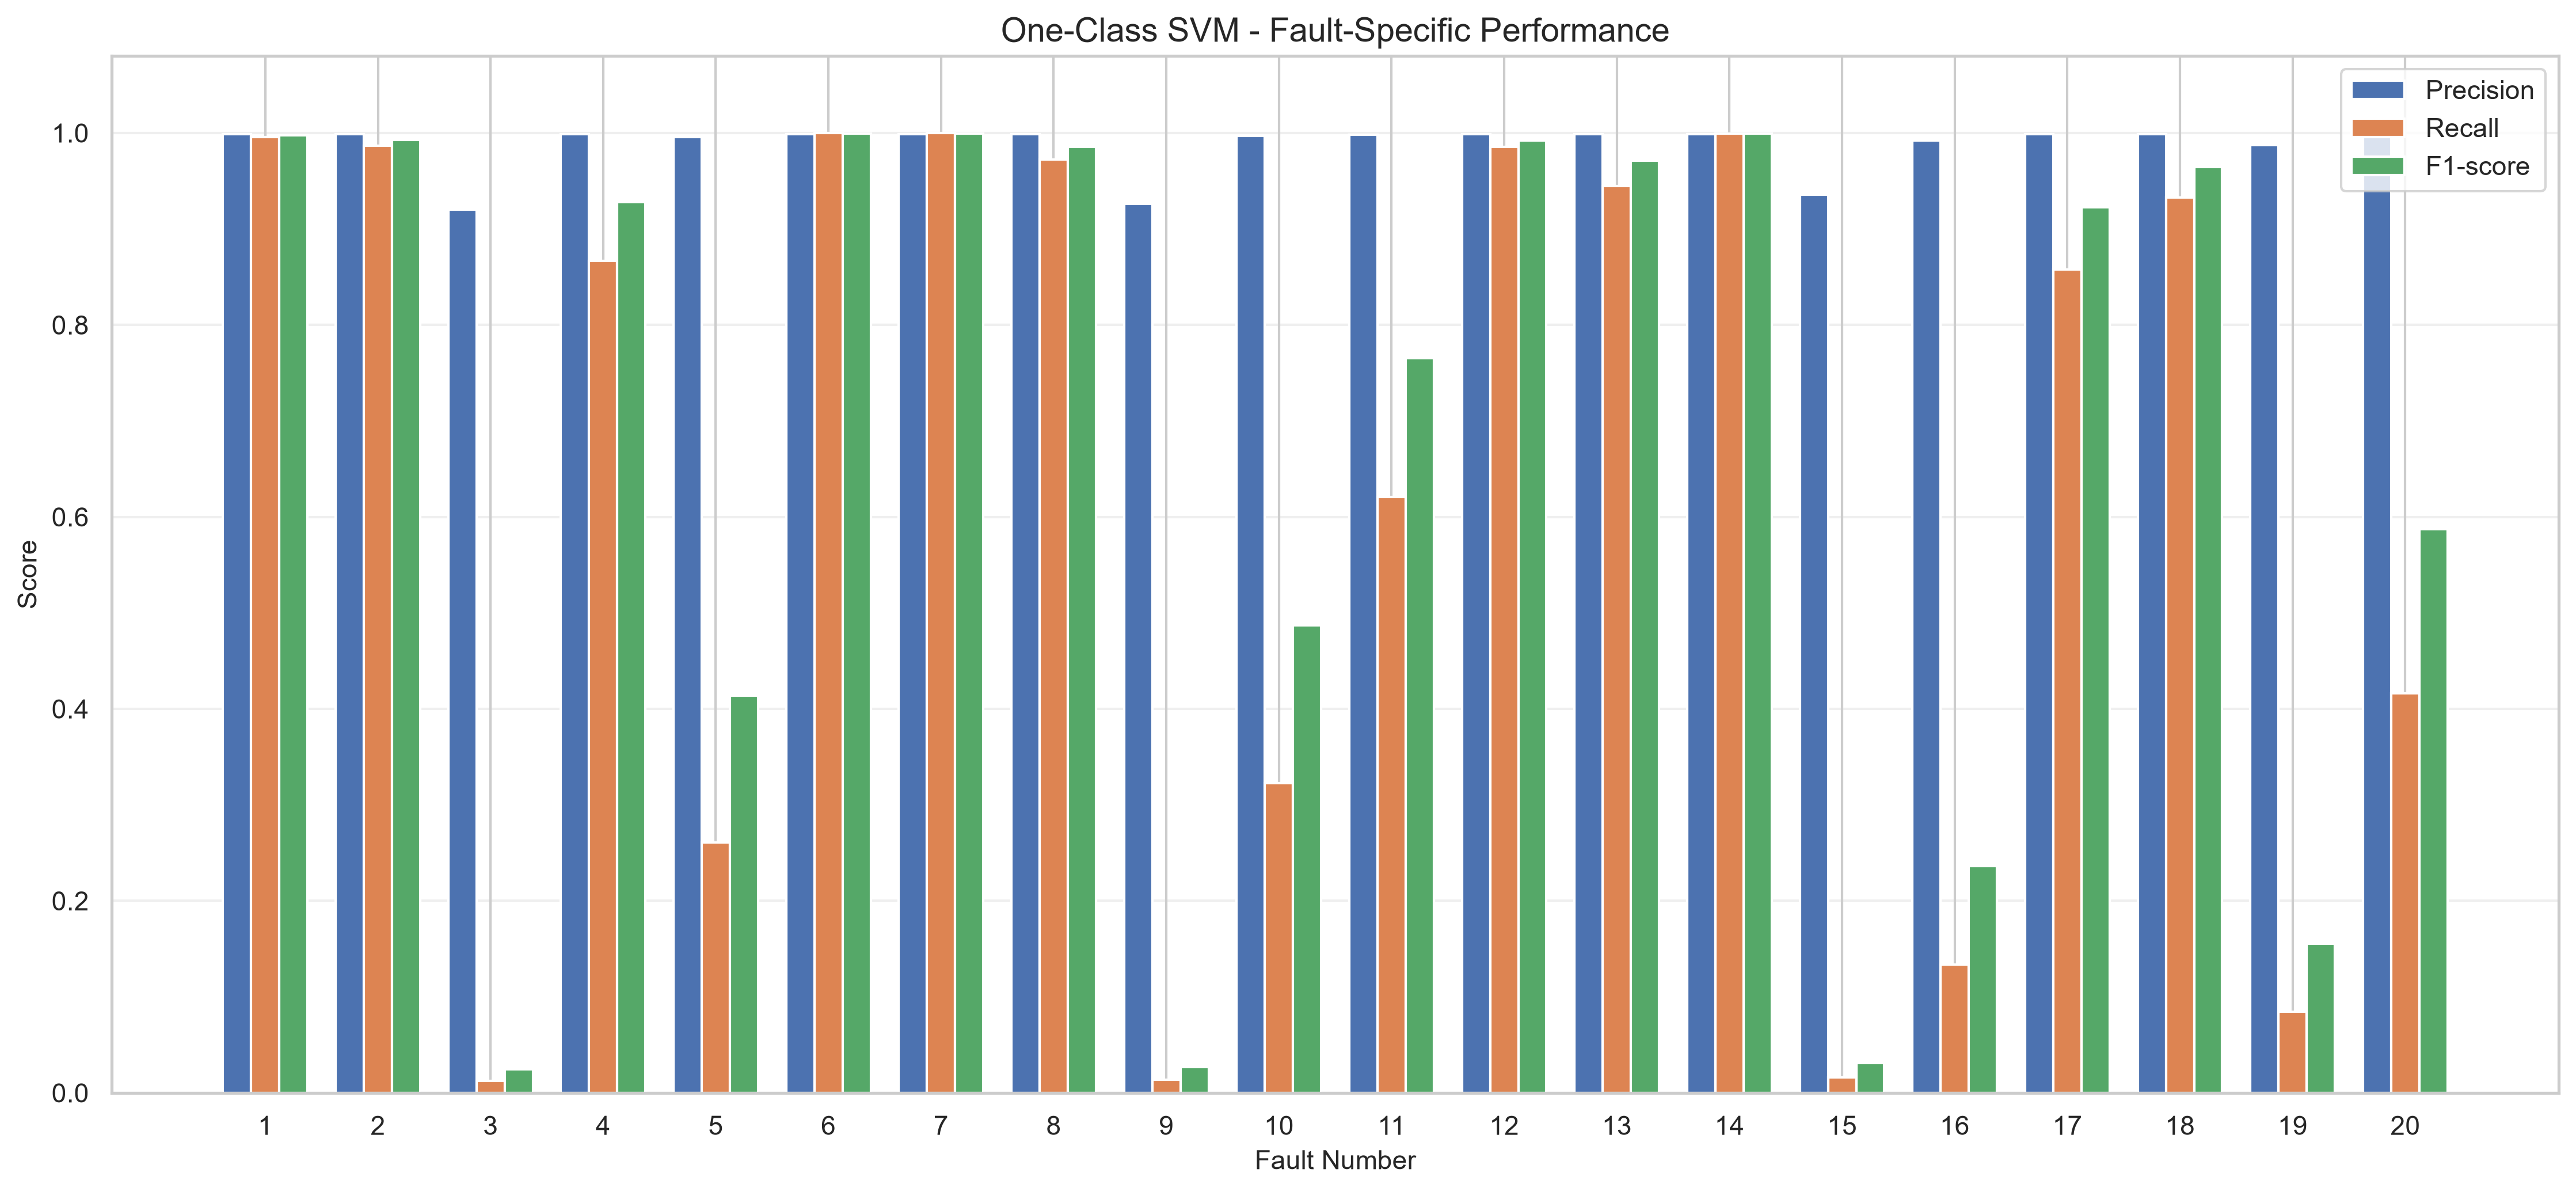 One-Class SVM - Fault-Specific Performance
Precision
Recall
F1-score
1.0
0.8
0.6
0.4
0.2
0.0
Score
1 2 3 4 5 6 7 8 9 10 11 12 13 14 15 16 17 18 19 20
Fault Number